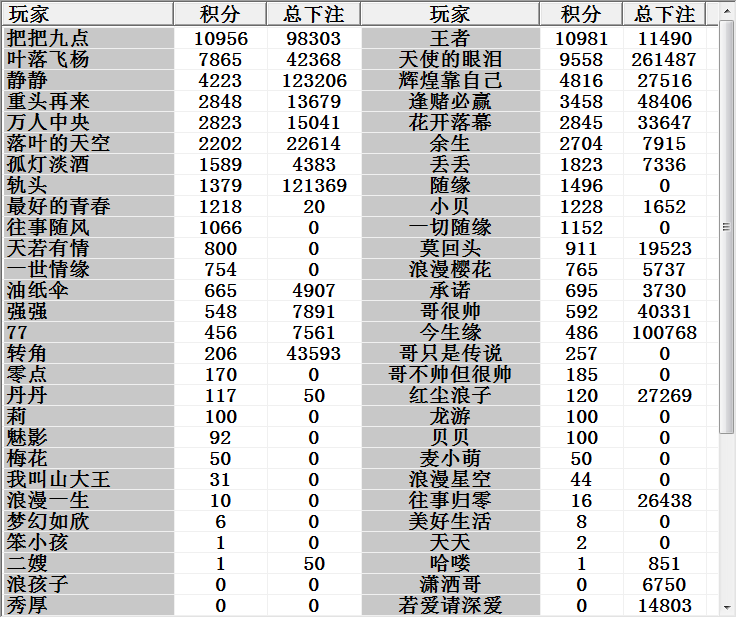 玩家 积分 总下注 玩家 积分 总下注
把把九点 10956 98303 王者 10981 11490
叶落飞杨 7865 42368 天使的眼泪 9558 261487
静静 4223 123206 辉煌靠自己 4816 27516
重头再来 2848 13679 逢赌必赢 3458 48406
万人中央 2823 15041 花开落幕 2845 33647
落叶的天空 2202 22614 余生 2704 7915
孤灯淡酒 1589 4383 丢丢 1823 7336
轨头 1379 121369 随缘 1496 0
最好的青春 1218 20 小贝 1228 1652
往事随风 1066 0 一切随缘 1152 0
天若有情 800 0 莫回头 911 19523
一世情缘 754 0 浪漫樱花 765 5737
油纸伞 665 4907 承诺 695 3730
强强 548 7891 哥很帅 592 40331
77 456 7561 今生缘 486 100768
转角 206 43593 哥只是传说 257 0
零点 170 0 哥不帅但很帅 185 0
丹丹 117 50 红尘浪子 120 27269
莉 100 0 龙游 100 0
魅影 92 0 贝贝 100 0
梅花 50 0 麦小萌 50 0
我叫山大王 31 0 浪漫星空 44 0
浪漫一生 10 0 往事归零 16 26438
梦幻如欣 6 0 美好生活 8 0
笨小孩 1 0 天天 2 0
二嫂 1 50 哈喽 1 851
浪孩子 0 0 潇洒哥 0 6750
秀厚 0 0 若爱请深爱 0 14803